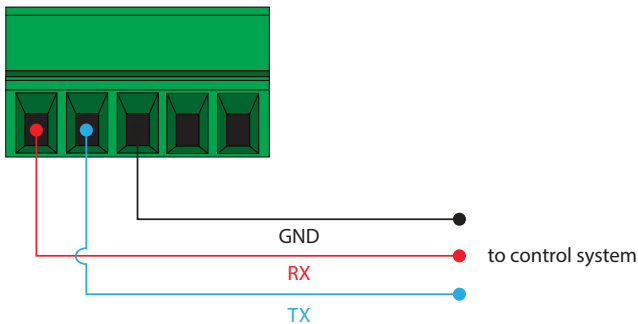 GND
to control system
RX
TX